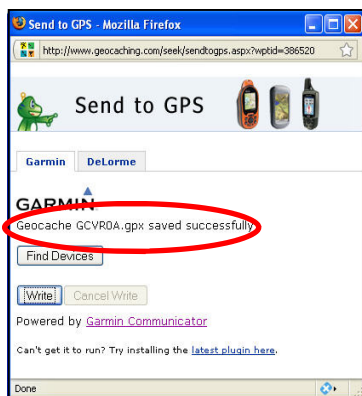 Send to GPS - Mozilla Firefox
http://www.geocaching.com/seek/sendtogps.aspx?wptid=386520
Send to GPS
Garmin DeLorme
GARMIN
Geocache GCVR0A.gpx saved successfully
Find Devices
Write Cancel Write
Powered by Garmin Communicator
Can't get it to run? Try installing the latest plugin here.
Done